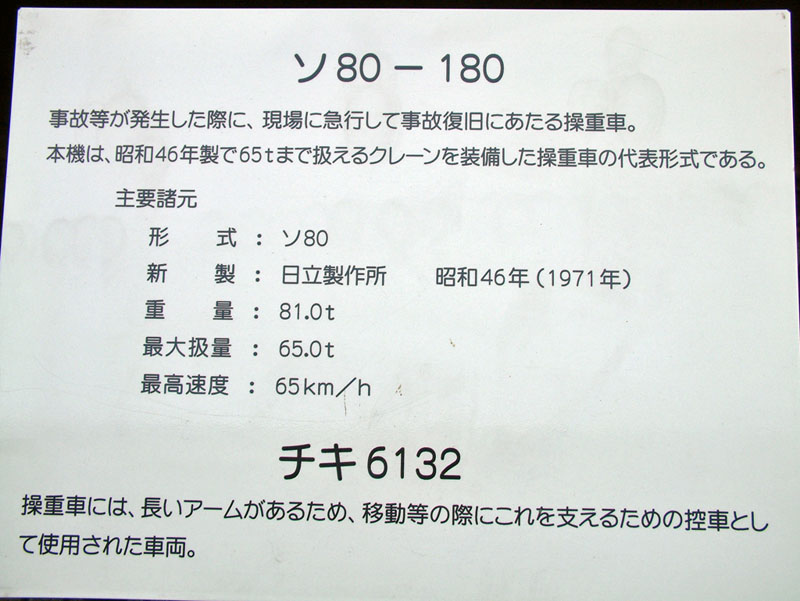 ソ80－180
事故等が発生した際に、現場に急行して事故復旧にあたる操重車。
本機は、昭和46年製で65tまで扱えるクレーンを装備した操重車の代表形式である。
主要諸元
形　式：ソ80
新　製：日立製作所　昭和46年（1971年）
重　量：81.0t
最大扱量：65.0t
最高速度：65km／h
チキ6132
操重車には、長いアームがあるため、移動等の際にこれを支えるための控車とし
て使用された車両。